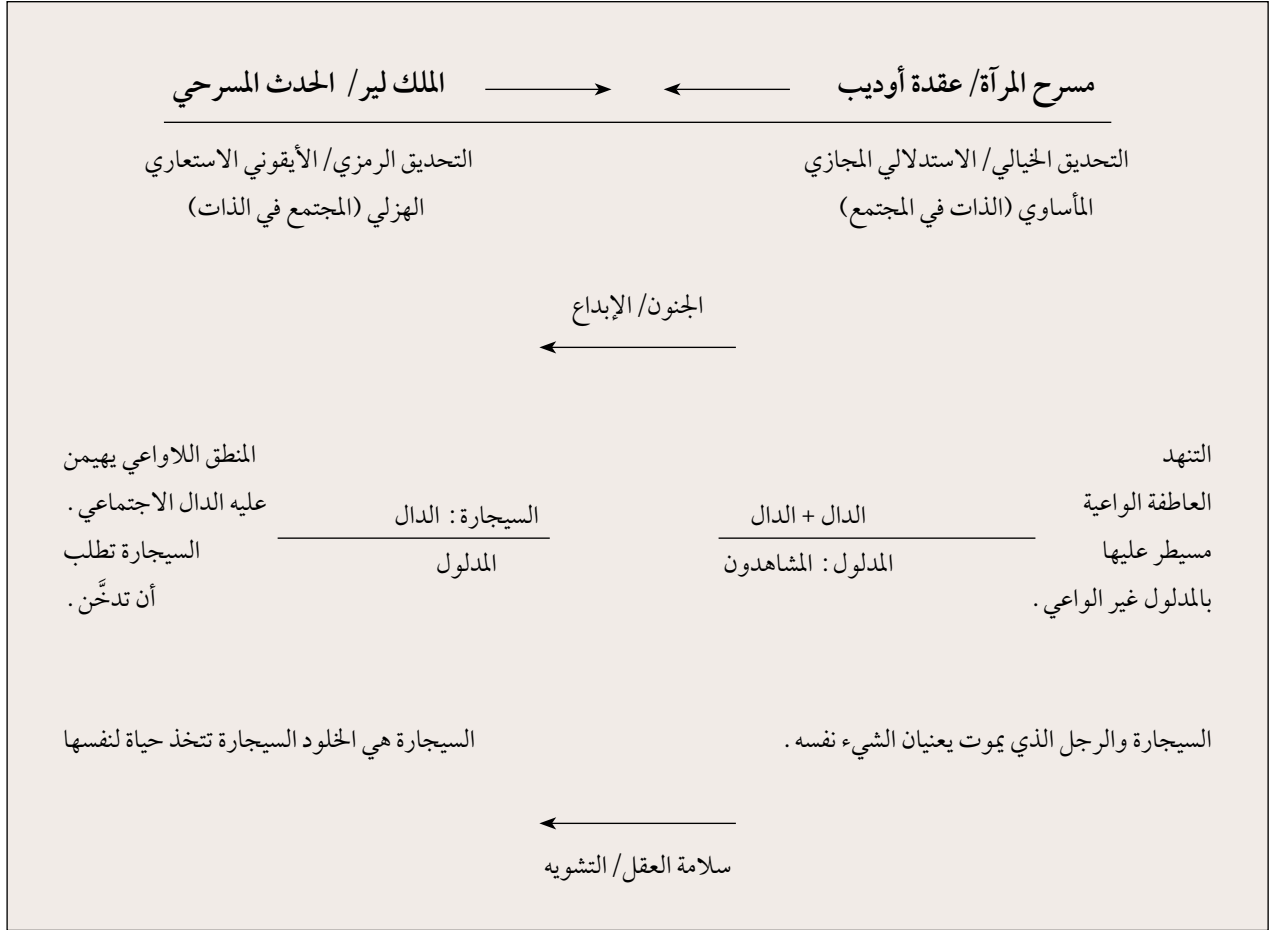 مسرح المرآة/ عقدة أوديب
الملك لير/ الحدث المسرحي
التحديق الخيالي/ الاستدلالي المجازي
المأساوي (الذات في المجتمع)
التحديق الرمزي/ الأيقوني الاستعاري
الهزلي (المجتمع في الذات)
الجنون/ الإبداع
التنهد
العاطفة الواعية
مسيطر عليها
بالمدلول غير الواعي.
الدال + الدال
المدلول: المشاهدون
السيجارة: الدال
المدلول
المنطق اللاواعي يهيمن
عليه الدال الاجتماعي.
السيجارة تطلب
أن تدخَّن.
السيجارة والرجل الذي يموت يعنيان الشيء نفسه.
السيجارة هي الخلود السيجارة تتخذ حياة لنفسها
سلامة العقل/ التشويه